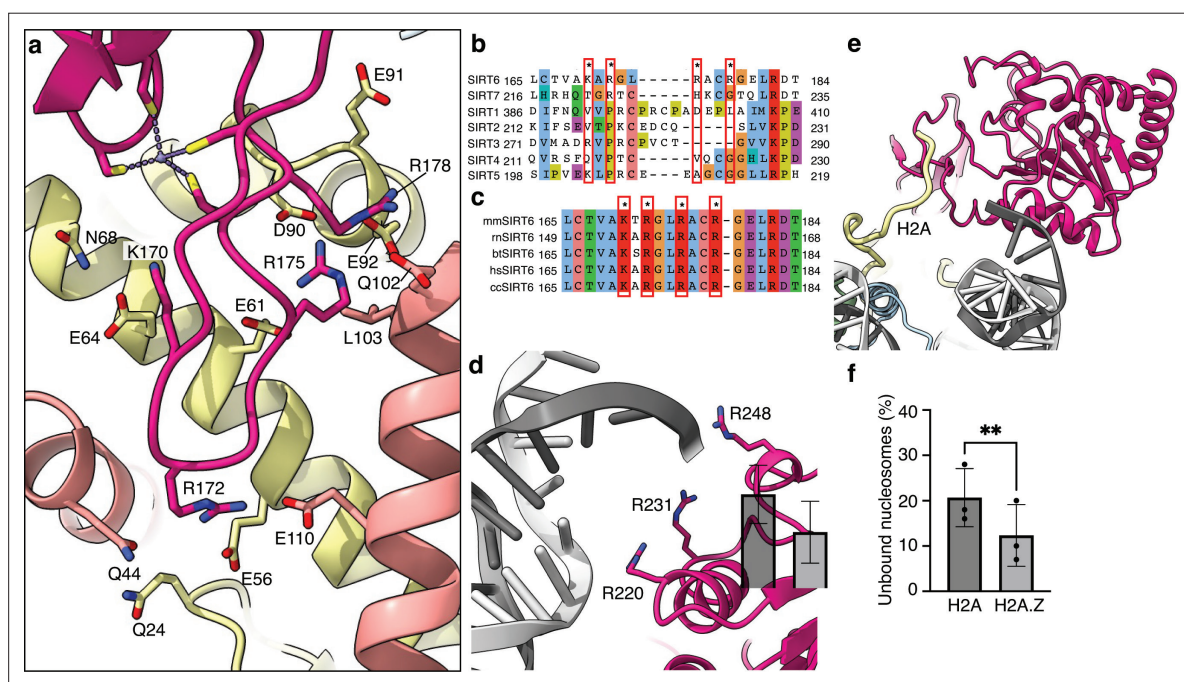 a
E91
R178
D90
N68
K170
R175
E92
Q102
E61
E64
L103
R172
E110
Q44
E56
Q24
b
* * * *
SIRT6 165 LCTVAKARGL-----RACRGELRDT 184
SIRT7 216 LHRHQTGRTC-----HKCGTQLRDT 235
SIRT1 386 DIFNQVVPRCPRCPADEPLAIMKPE 410
SIRT2 212 KIFSEVTPKCEDCQ-----SLVKPD 231
SIRT3 271 DVMADRVPRCPVCT-----GVVKPD 290
SIRT4 211 QVRSFQVPTC-----VQCGGHLKPD 230
SIRT5 198 SIPVEKLPRCE---EAGCGGLLRPH 219
c
* * * *
mmSIRT6 165 LCTVAKTRGLRACR-GELRDT 184
rnSIRT6 149 LCTVAKARGLRACR-GELRDT 168
btSIRT6 165 LCTVAKSRGLRACR-GELRDT 184
hsSIRT6 165 LCTVAKARGLRACR-GELRDT 184
ccSIRT6 165 LCTVAKARGLRACR-GELRDT 184
d
R248
R231
R220
e
H2A
f
Unbound nucleosomes (%)
40
30
20
10
0
**
H2A H2A.Z